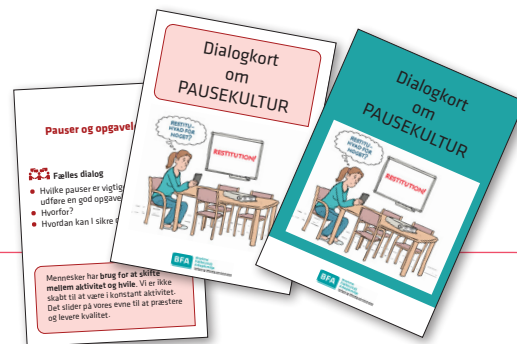 Pauser og opgavel
Fælles dialog
Hvilke pauser er vigtig
udføre en god opgave
Hvorfor?
Hvordan kan I sikre
Mennesker har brug for at skifte
mellem aktivitet og hvile. Vi er ikke
skabt til at være i konstant aktivitet.
Det slider på vores evne til at præstere
og levere kvalitet.
Dialogkort
om
PAUSEKULTUR
RESTITU-
HVAD FOR
NOGET?
RESTITUTION!
BFA
Dialogkort
om
PAUSEKULTUR
RESTITU-
HVAD FOR
NOGET?
RESTITUTION!
BFA